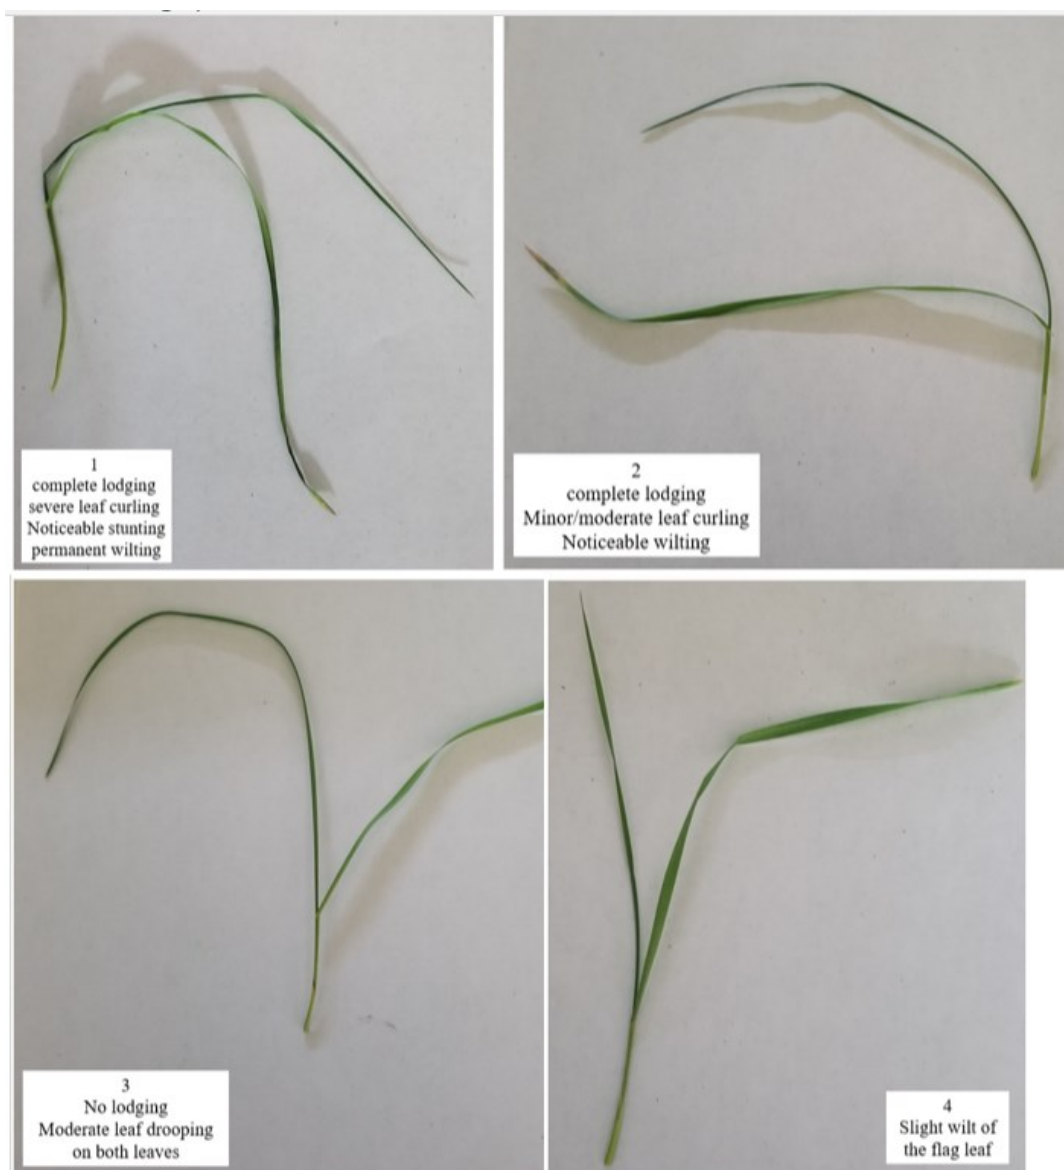 1
complete lodging
severe leaf curling
Noticeable stunting
permanent wilting
2
complete lodging
Minor/moderate leaf curling
Noticeable wilting
3
No lodging
Moderate leaf drooping
on both leaves
4
Slight wilt of
the flag leaf